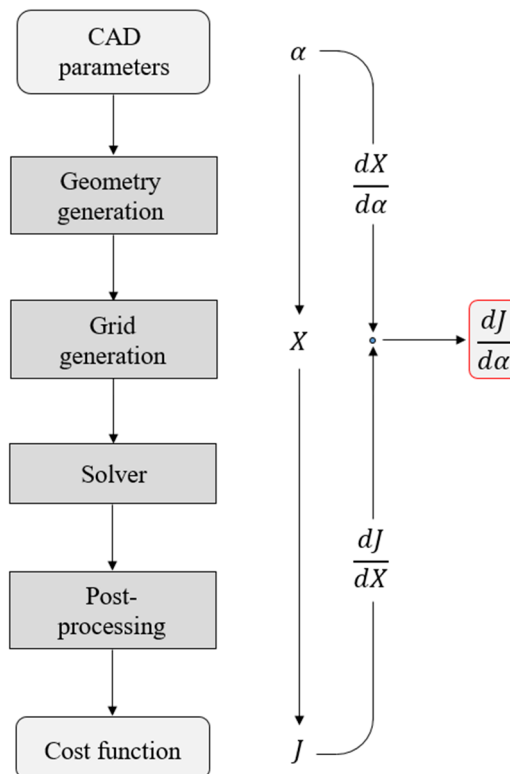 CAD
parameters
Geometry
generation
Grid
generation
Solver
Post-
processing
Cost function
α
dX
dα
X
dJ
dα
dJ
dX
J